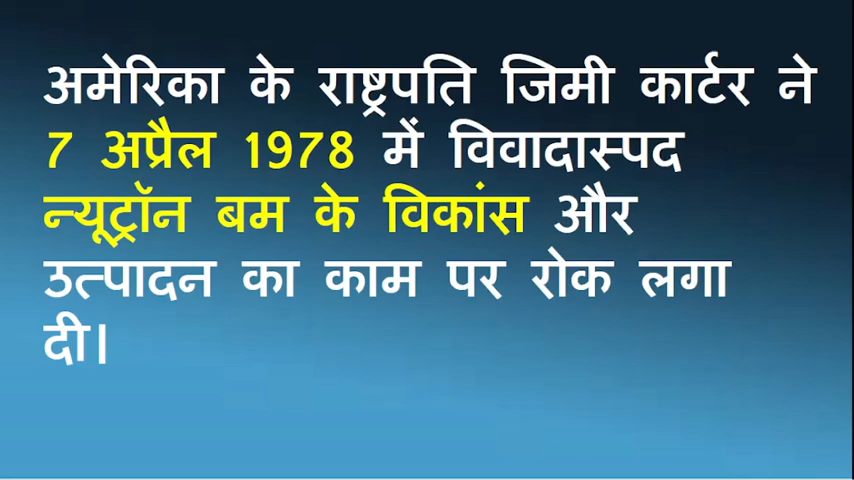 अमेरिका के राष्ट्रपति जिमी कार्टर ने
7 अप्रैल 1978 में विवादास्पद
न्यूट्रॉन बम के विकांस और
उत्पादन का काम पर रोक लगा
दी।